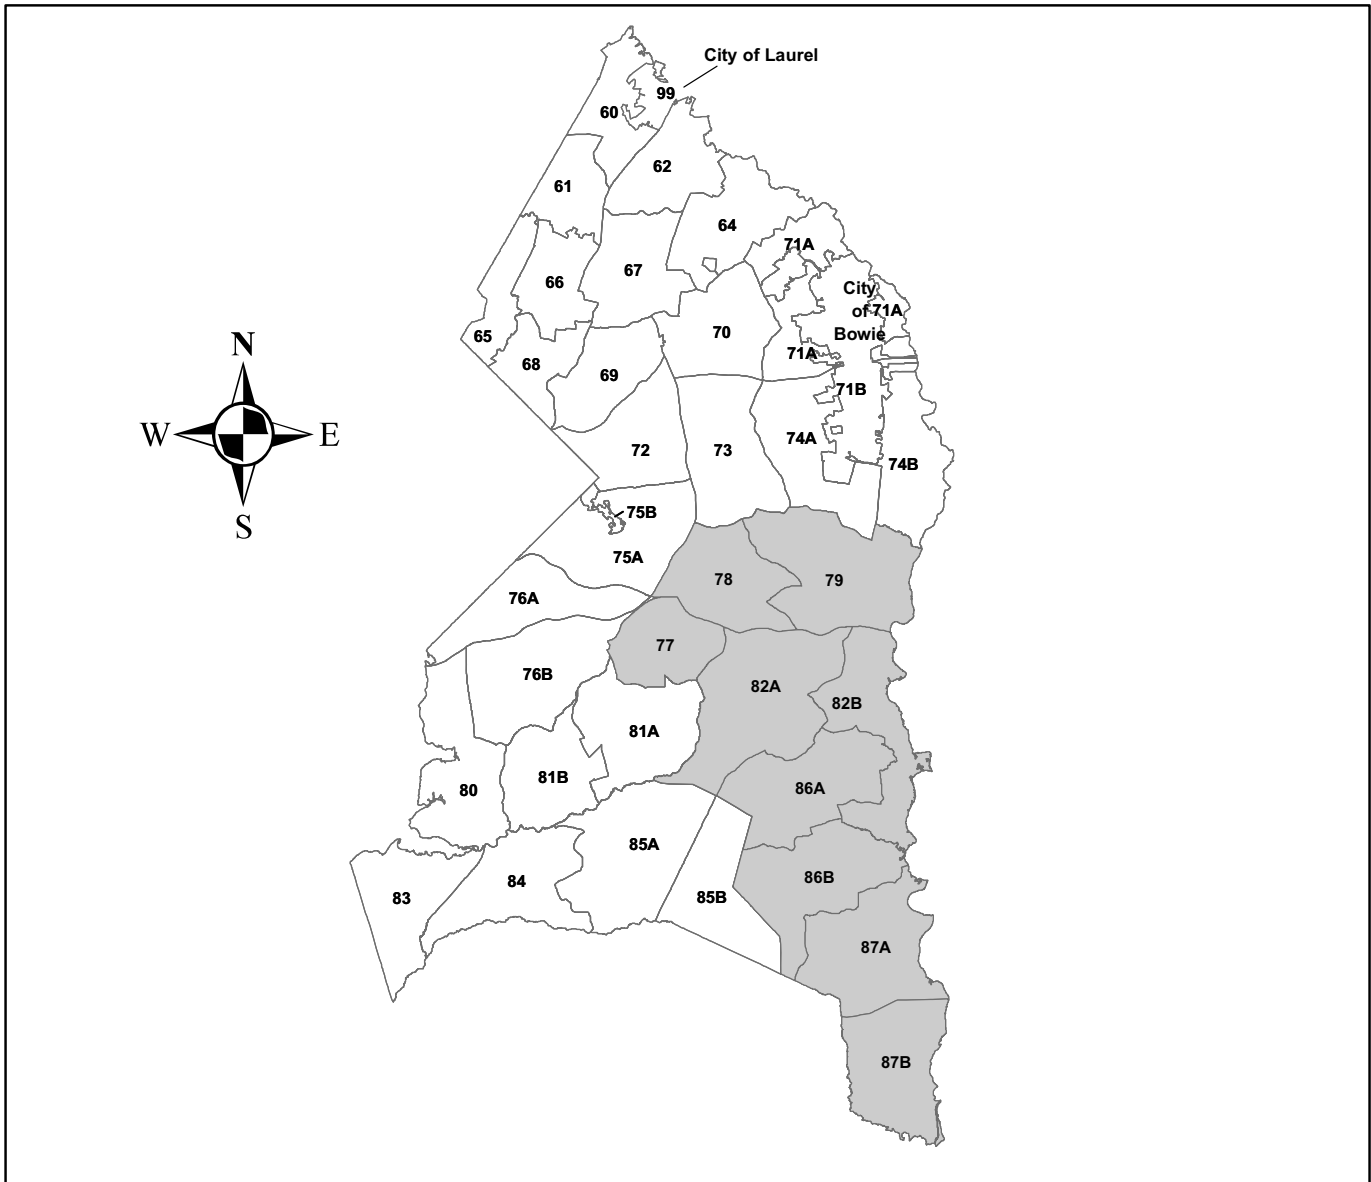 City of Laurel
99
60
62
61
64
71A
67
66
City
of 71A
Bowie
65
70
68
71A
69
71B
N
W E
S
74A
72
73
74B
75B
75A
78
79
76A
77
76B
82A
82B
81A
81B
80
86A
85A
86B
84
83
85B
87A
87B